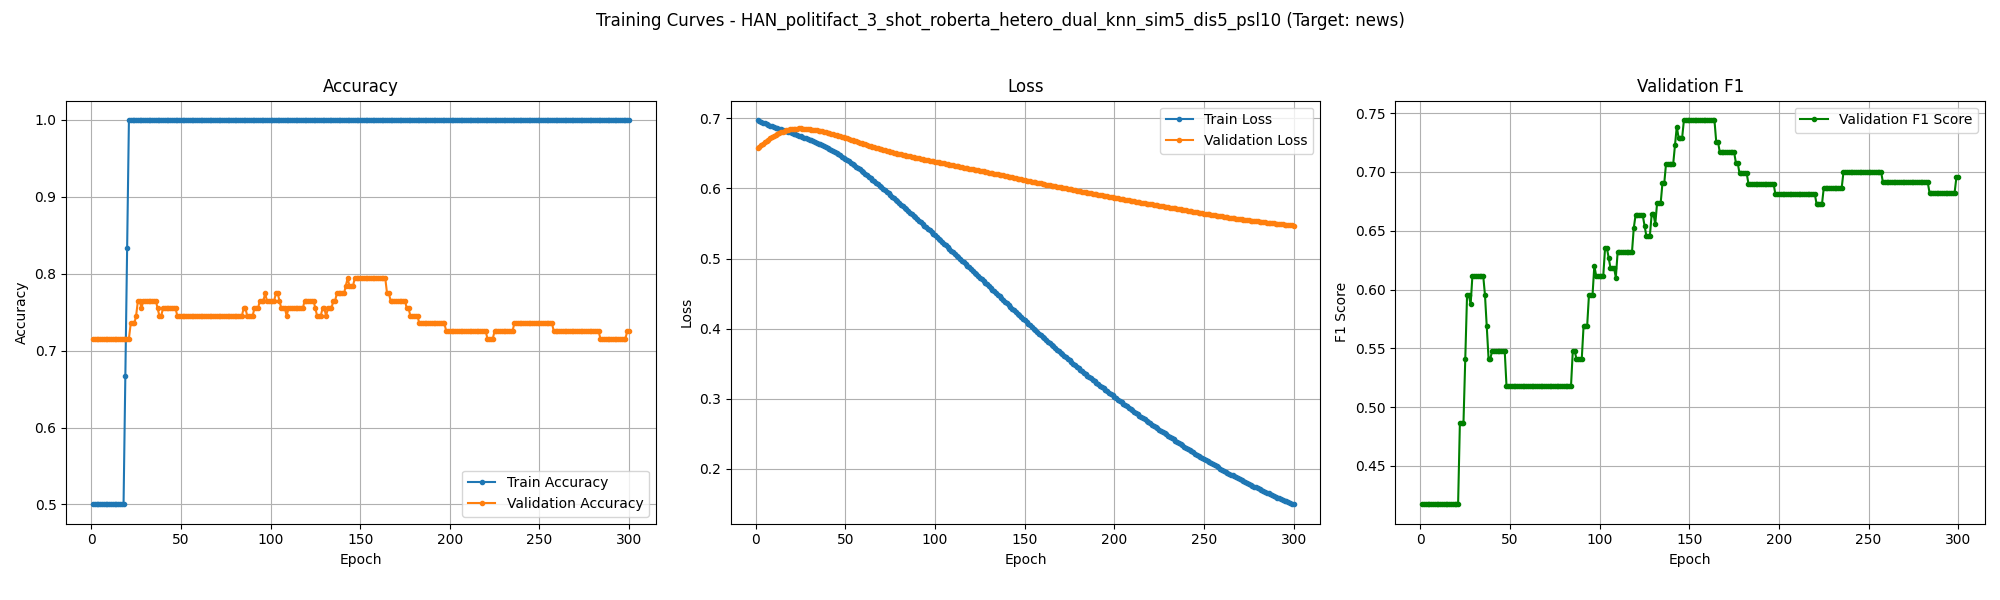 Training Curves - HAN_politifact_3_shot_roberta_hetero_dual_knn_sim5_dis5_psl10 (Target: news)
Accuracy
Accuracy
1.0
0.9
0.8
0.7
0.6
0.5
0 50 100 150 200 250 300
Epoch
Train Accuracy
Validation Accuracy
Loss
Loss
0.7
0.6
0.5
0.4
0.3
0.2
0 50 100 150 200 250 300
Epoch
Train Loss
Validation Loss
Validation F1
F1 Score
0.75
0.70
0.65
0.60
0.55
0.50
0.45
0 50 100 150 200 250 300
Epoch
Validation F1 Score